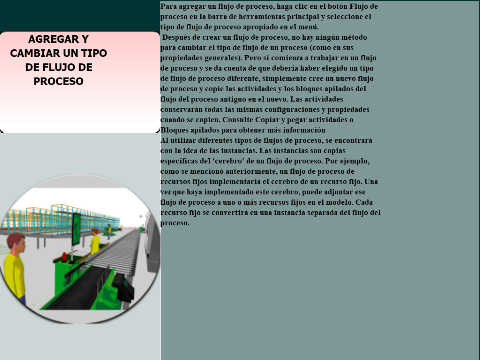 AGREGAR Y
CAMBIAR UN TIPO
DE FLUJO DE
PROCESO
Para agregar un flujo de proceso, haga clic en el botón Flujo de
proceso en la barra de herramientas principal y seleccione el
tipo de flujo de proceso apropiado en el menú.
Después de crear un flujo de proceso, no hay ningún método
para cambiar el tipo de flujo de un proceso (como en sus
propiedades generales). Pero si comienza a trabajar en un flujo
de proceso y se da cuenta de que debería haber elegido un tipo
de flujo de proceso diferente, simplemente cree un nuevo flujo
de proceso y copie las actividades y los bloques apilados del
flujo del proceso antiguo en el nuevo. Las actividades
conservarán todas las mismas configuraciones y propiedades
cuando se copien. Consulte Copiar y pegar actividades o
Bloques apilados para obtener más información
Al utilizar diferentes tipos de flujos de proceso, se encontrará
con la idea de las instancias. Las instancias son copias
específicas del 'cerebro' de un flujo de proceso. Por ejemplo,
como se mencionó anteriormente, un flujo de proceso de
recursos fijos implementaría el cerebro de un recurso fijo. Una
vez que haya implementado este cerebro, puede adjuntar ese
flujo de proceso a uno o más recursos fijos en el modelo. Cada
recurso fijo se convertirá en una instancia separada del flujo del
proceso.